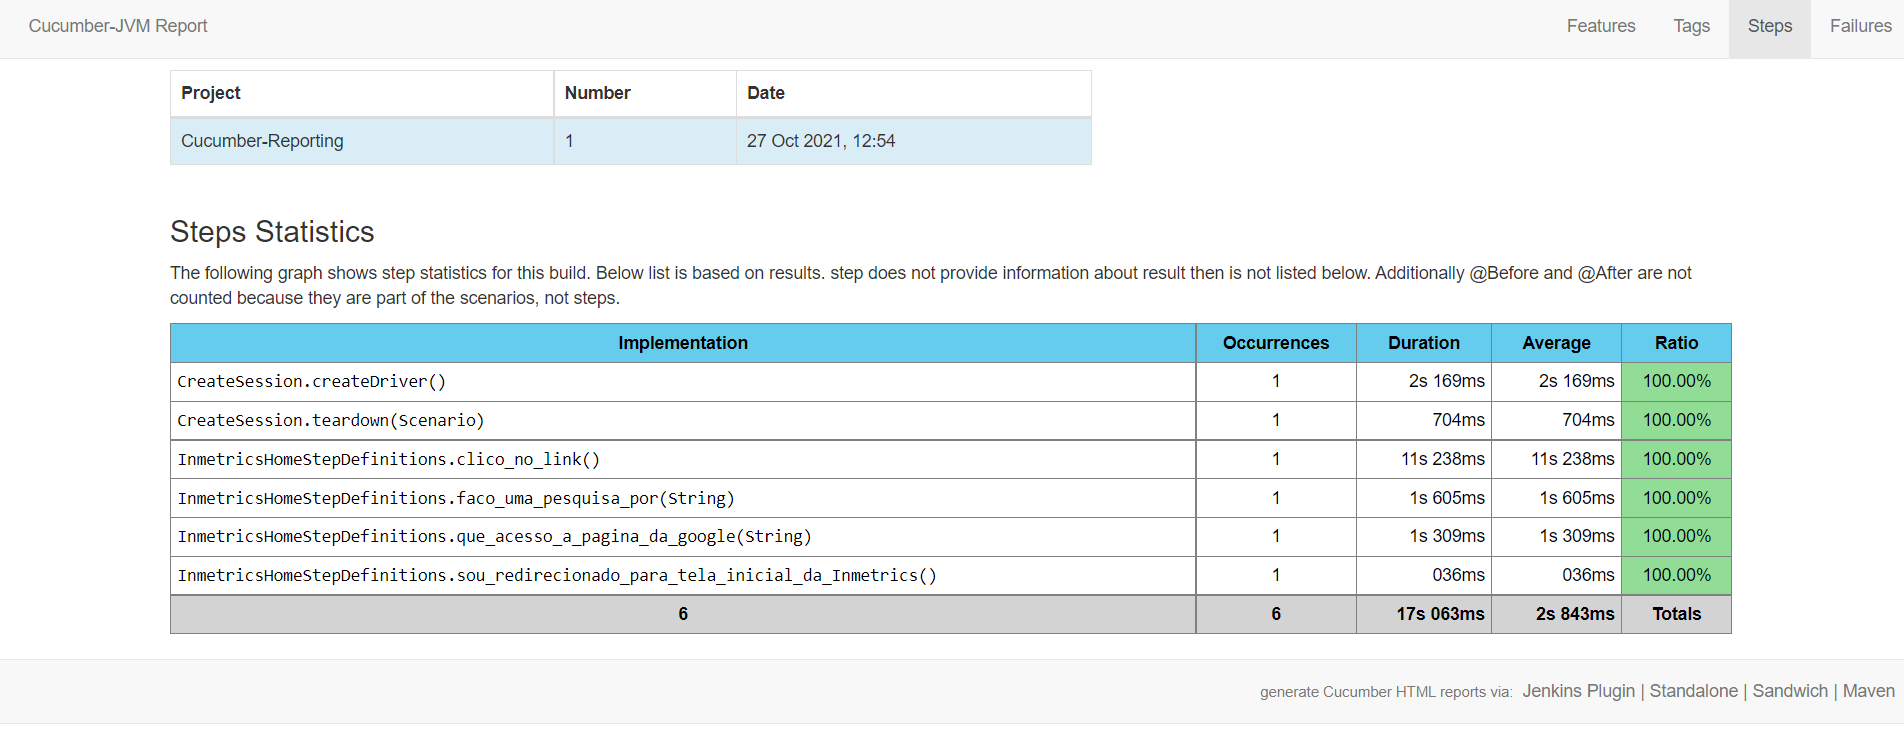 Cucumber-JVM Report Features Tags Steps Failures
Project Number Date
Cucumber-Reporting 1 27 Oct 2021, 12:54
Steps Statistics
The following graph shows step statistics for this build. Below list is based on results. step does not provide information about result then is not listed below. Additionally @Before and @After are not
counted because they are part of the scenarios, not steps.
Implementation Occurrences Duration Average Ratio
CreateSession.createDriver() 1 2s 169ms 2s 169ms 100.00%
CreateSession.teardown(Scenario) 1 704ms 704ms 100.00%
InmetricsHomeStepDefinitions.clico_no_link() 1 11s 238ms 11s 238ms 100.00%
InmetricsHomeStepDefinitions.faco_uma_pesquisa_por(String) 1 1s 605ms 1s 605ms 100.00%
InmetricsHomeStepDefinitions.que_acesso_a_pagina_da_google(String) 1 1s 309ms 1s 309ms 100.00%
InmetricsHomeStepDefinitions.sou_redirecionado_para_tela_inicial_da_Inmetrics() 1 036ms 036ms 100.00%
6 6 17s 063ms 2s 843ms Totals
generate Cucumber HTML reports via: Jenkins Plugin | Standalone | Sandwich | Maven